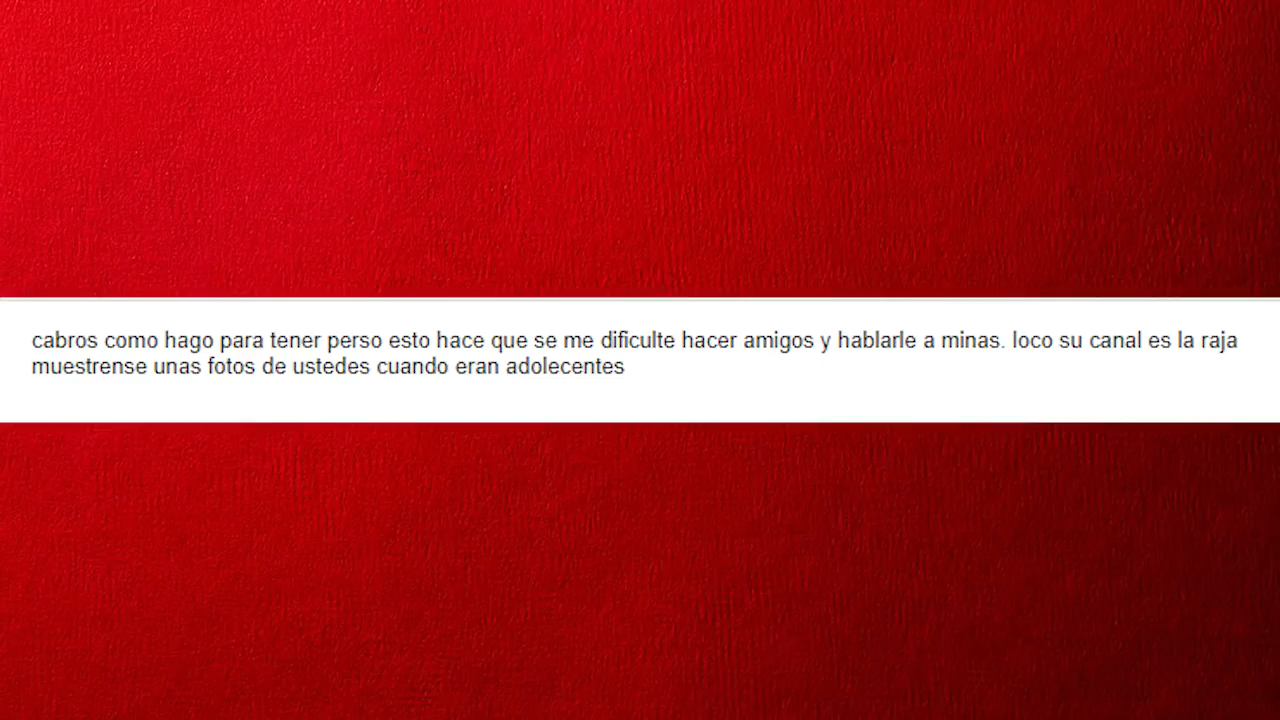 cabros como hago para tener perso esto hace que se me dificulte hacer amigos y hablarle a minas. loco su canal es la raja
muestrense unas fotos de ustedes cuando eran adolecentes